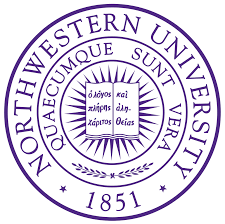 NORTHWESTERN UNIVERSITY
QUAECUMQUE SUNT VERA
ὁ λόγος καὶ
πλήρης ἀλη-
χάριτος θείας
1851